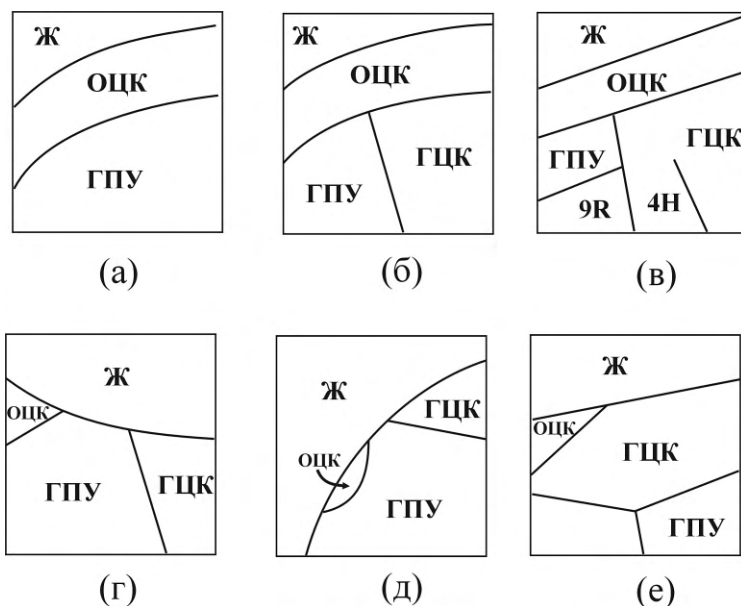 Ж
ОЦК
ГПУ
(а)
Ж
ОЦК
ГПУ
ГЦК
(б)
Ж
ОЦК
ГПУ
ГЦК
9R
4H
(в)
Ж
ОЦК
ГПУ
ГЦК
(г)
Ж
ГЦК
ОЦК
ГПУ
(д)
Ж
ОЦК
ГЦК
ГПУ
(е)